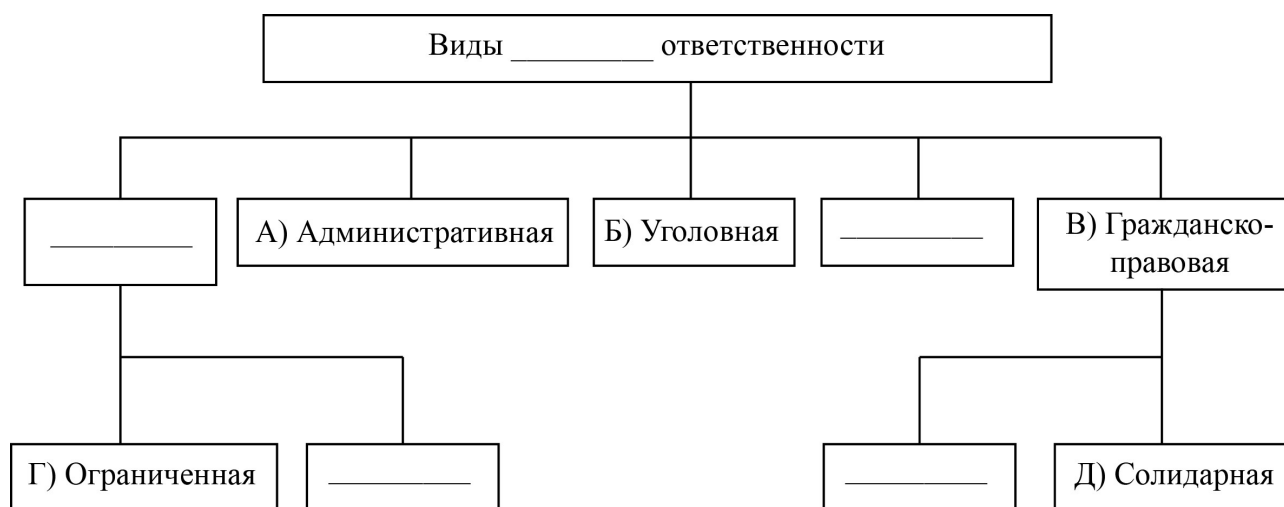 Виды _________ ответственности
_________
А) Административная
Б) Уголовная
_________
В) Гражданско-
правовая
Г) Ограниченная
_________
_________
Д) Солидарная